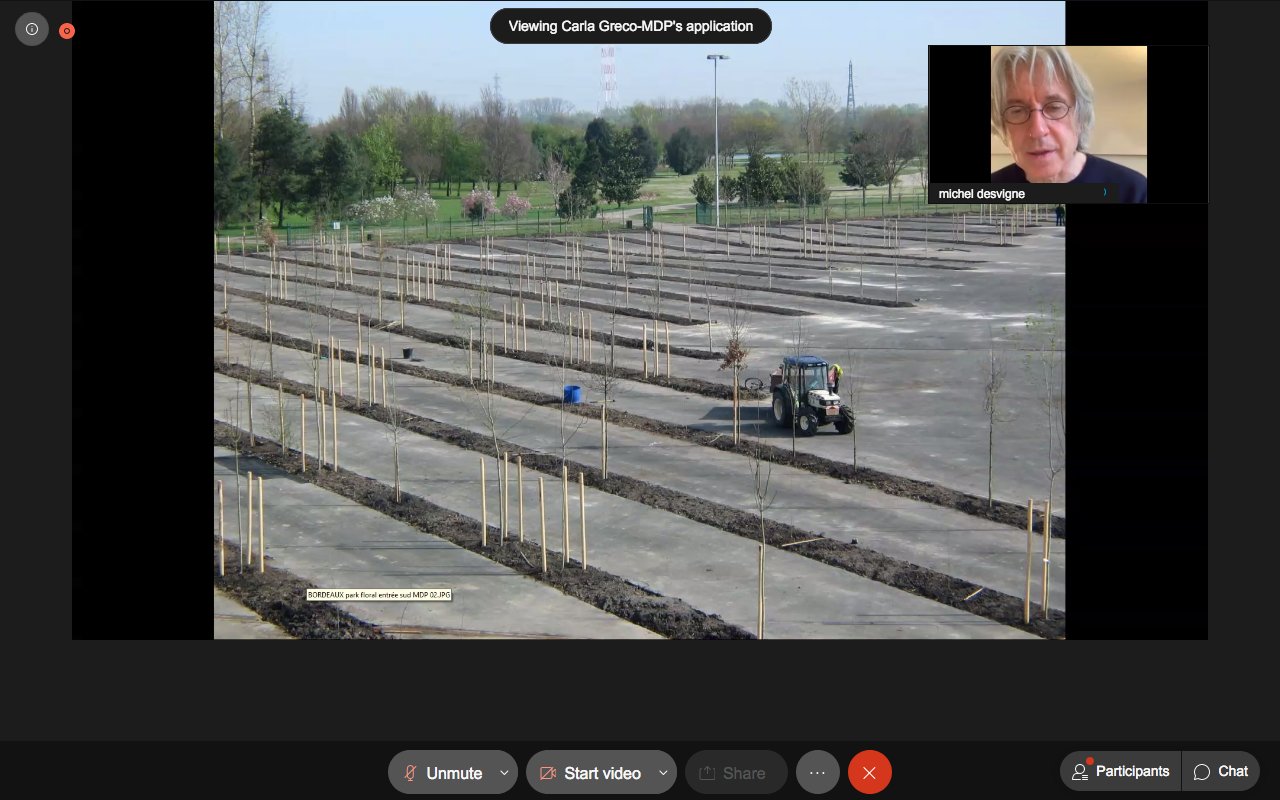 Viewing Carla Greco-MDP's application
michel desvigne
BORDEAUX park floral entrée sud MDP 02.JPG
Unmute
Start video
Share
Participants
Chat